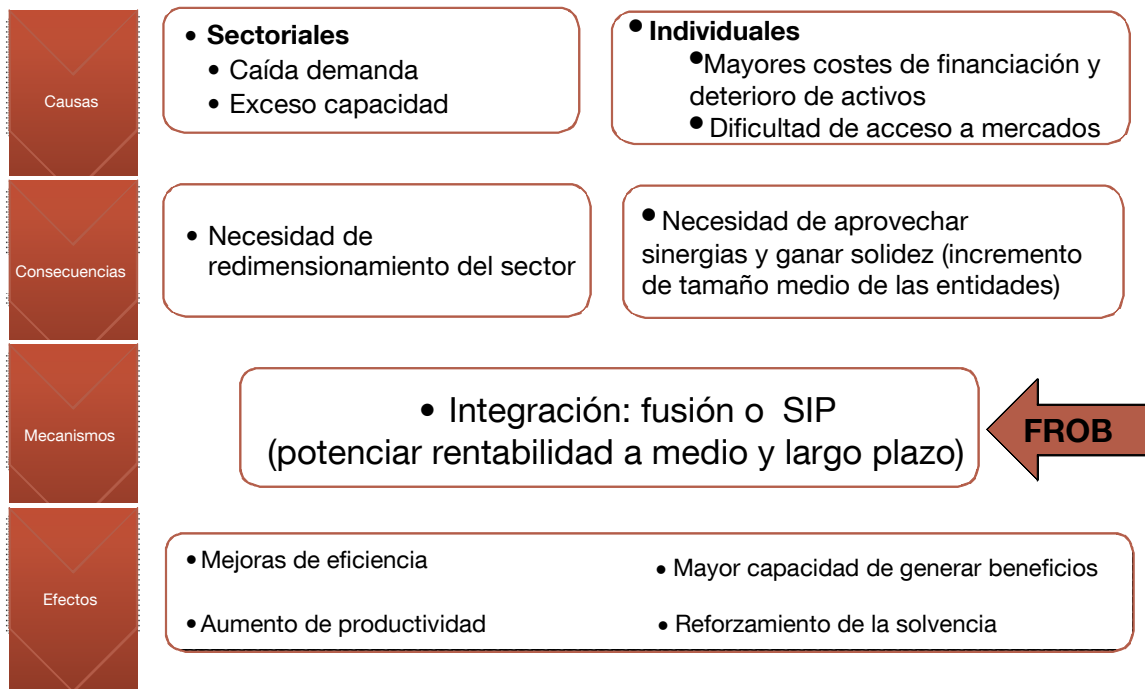 Causas
• Sectoriales
• Caída demanda
• Exceso capacidad
• Individuales
• Mayores costes de financiación y
deterioro de activos
• Dificultad de acceso a mercados
Consecuencias
• Necesidad de
redimensionamiento del sector
• Necesidad de aprovechar
sinergias y ganar solidez (incremento
de tamaño medio de las entidades)
Mecanismos
• Integración: fusión o SIP
(potenciar rentabilidad a medio y largo plazo)
FROB
Efectos
• Mejoras de eficiencia
• Aumento de productividad
• Mayor capacidad de generar beneficios
• Reforzamiento de la solvencia